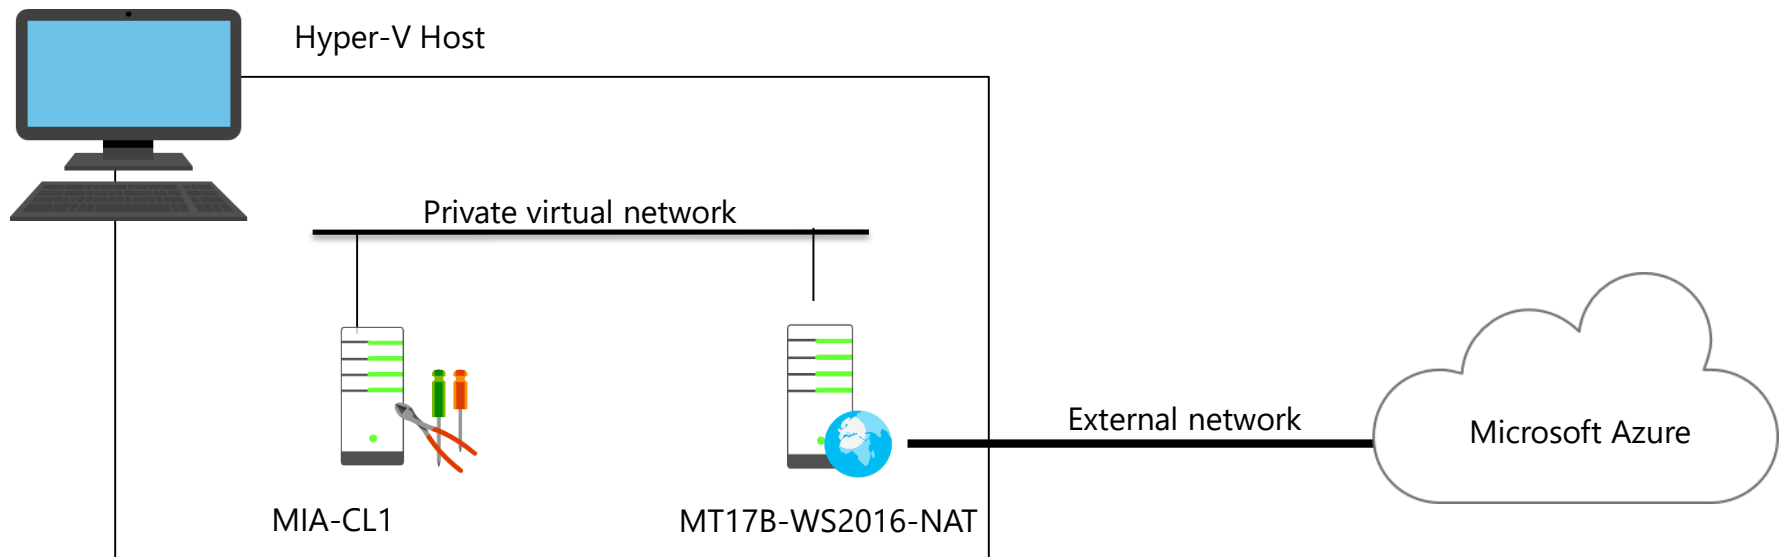 Hyper-V Host
Private virtual network
External network
Microsoft Azure
MIA-CL1
MT17B-WS2016-NAT